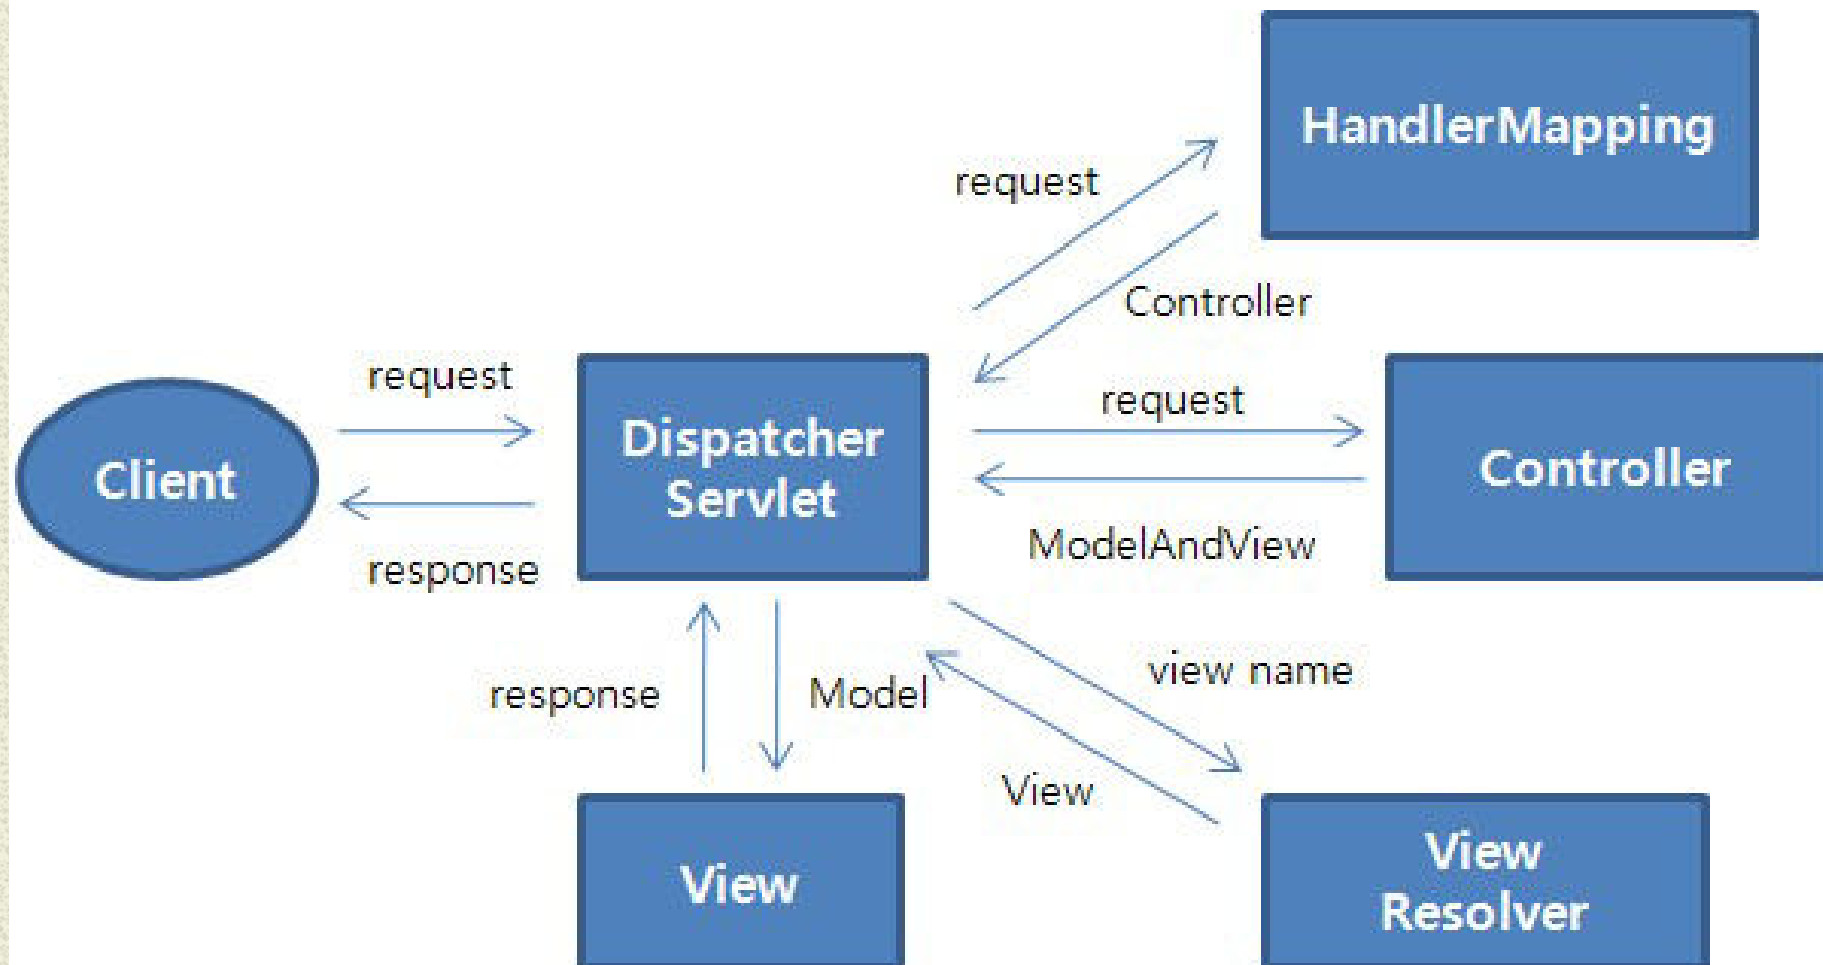 HandlerMapping
request
Controller
request
request
Client
Dispatcher
Servlet
Controller
response
ModelAndView
response
Model
view name
View
View
View
Resolver